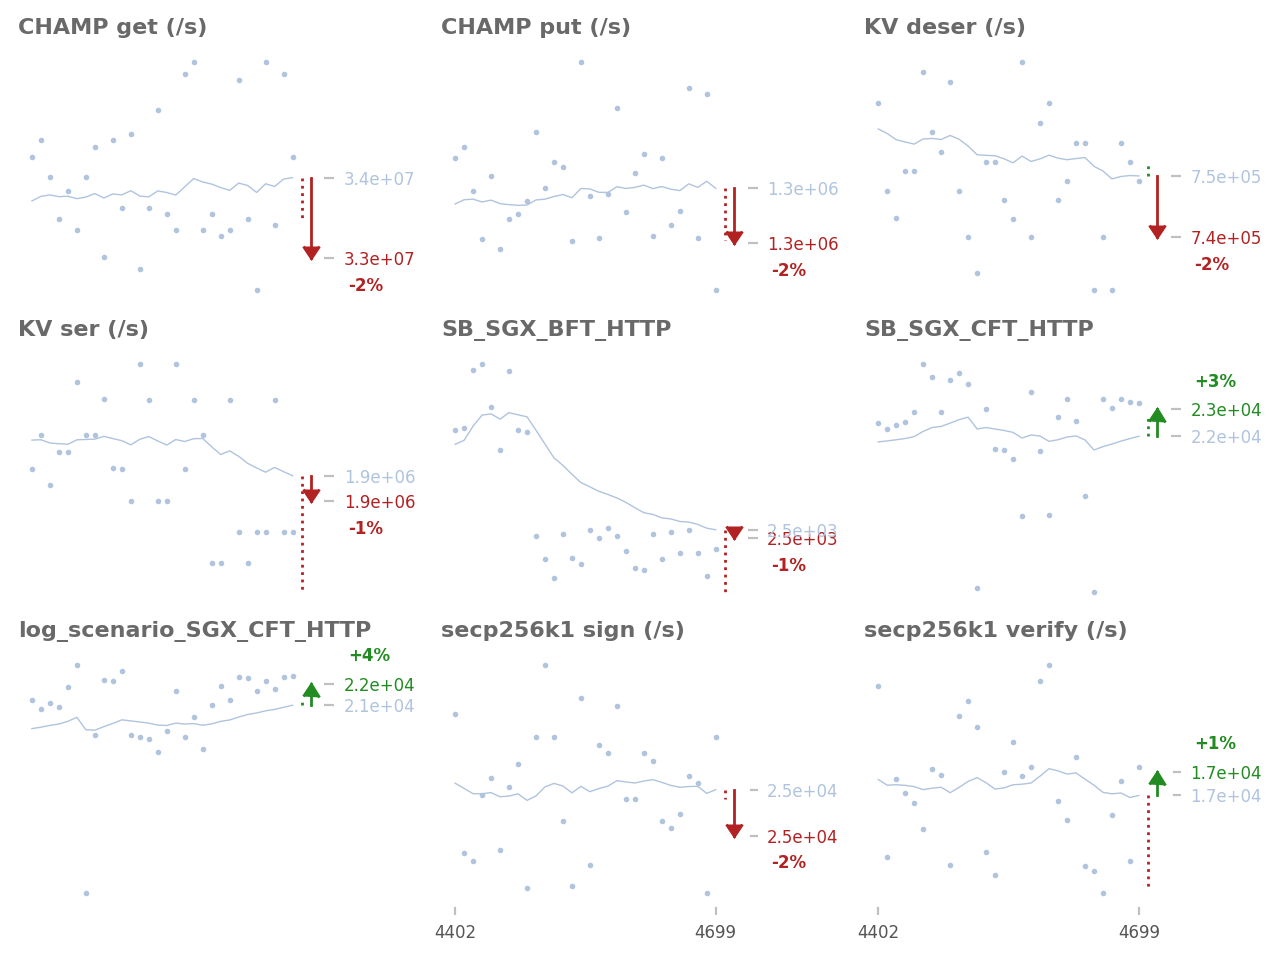 CHAMP get (/s)
3.4e+07
3.3e+07
-2%
CHAMP put (/s)
1.3e+06
1.3e+06
-2%
KV deser (/s)
7.5e+05
7.4e+05
-2%
KV ser (/s)
1.9e+06
1.9e+06
-1%
SB_SGX_BFT_HTTP
2.5e+03
2.5e+03
-1%
SB_SGX_CFT_HTTP
+3%
2.3e+04
2.2e+04
log_scenario_SGX_CFT_HTTP
+4%
2.2e+04
2.1e+04
secp256k1 sign (/s)
2.5e+04
2.5e+04
-2%
4402
4699
secp256k1 verify (/s)
+1%
1.7e+04
1.7e+04
4402
4699